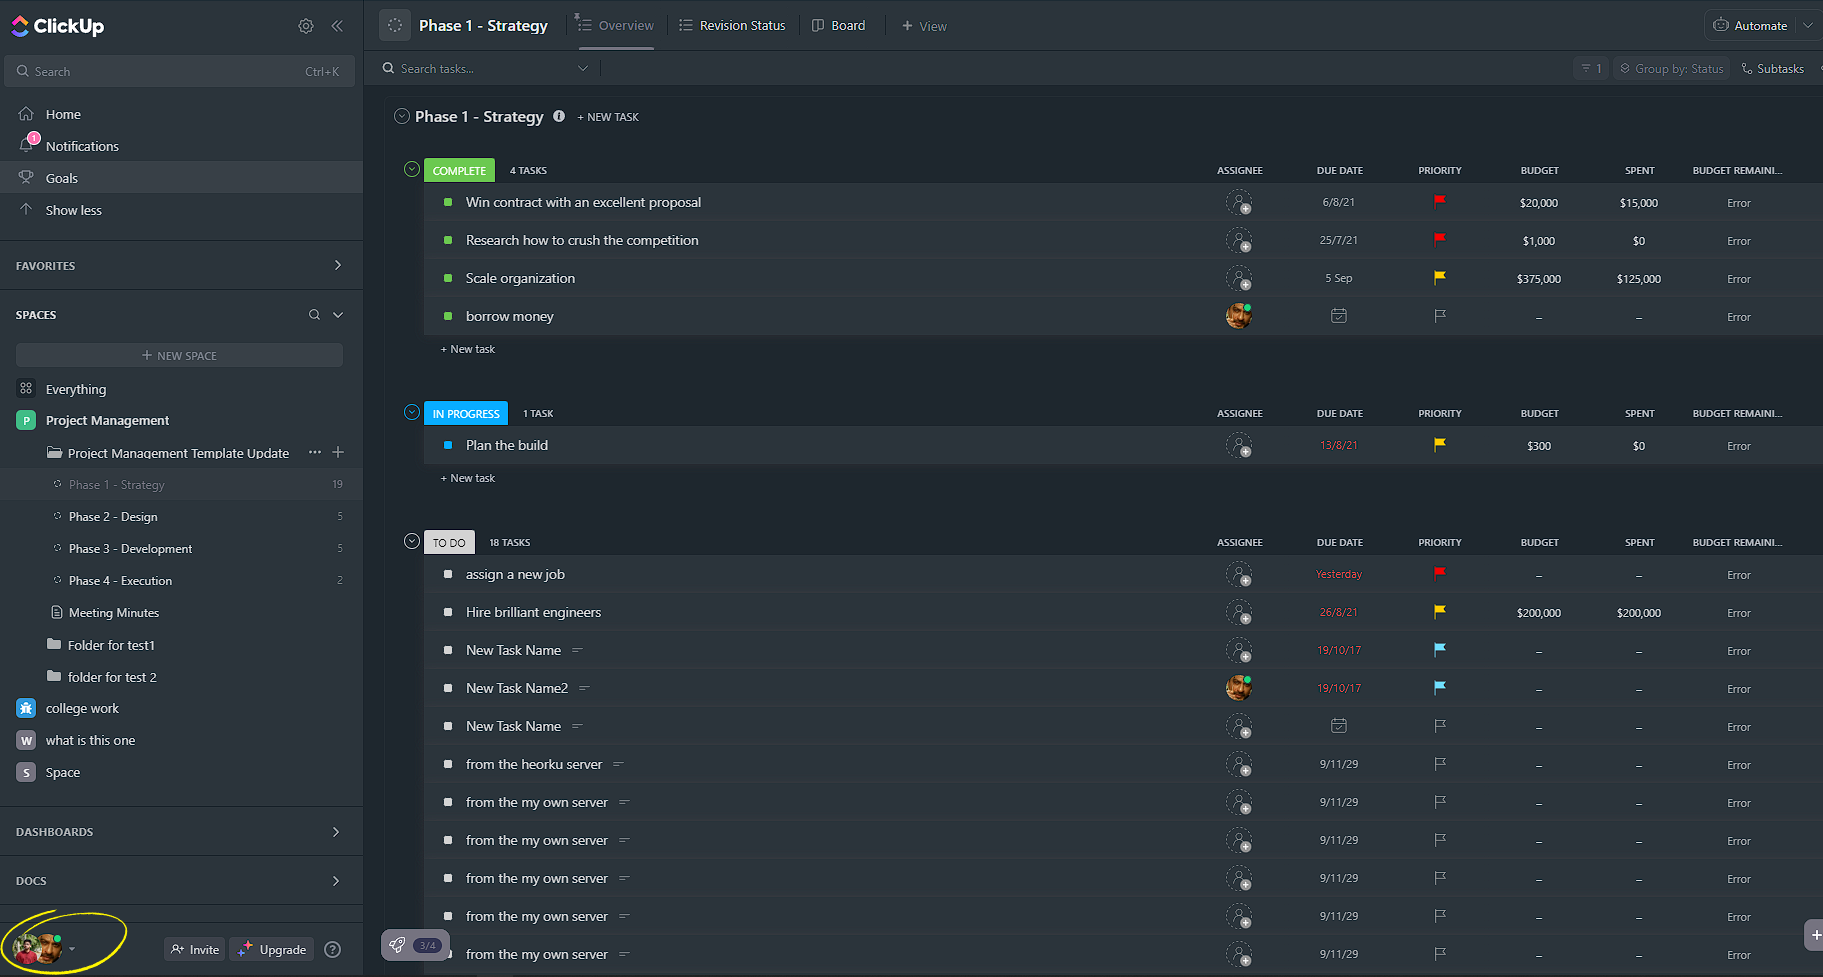 ClickUp
Search Ctrl+K
Home
1
Notifications
Goals
Show less
FAVORITES
SPACES
+ NEW SPACE
Everything
P Project Management
Project Management Template Update
Phase 1 - Strategy 19
Phase 2 - Design 5
Phase 3 - Development 5
Phase 4 - Execution 2
Meeting Minutes
Folder for test1
folder for test 2
college work
W what is this one
S Space
DASHBOARDS
DOCS
Invite Upgrade ?
Phase 1 - Strategy Overview Revision Status Board + View Automate
Search tasks... 1 Group by: Status Subtasks
Phase 1 - Strategy + NEW TASK
COMPLETE 4 TASKS ASSIGNEE DUE DATE PRIORITY BUDGET SPENT BUDGET REMAINI...
Win contract with an excellent proposal 6/8/21 $20,000 $15,000 Error
Research how to crush the competition 25/7/21 $1,000 $0 Error
Scale organization 5 Sep $375,000 $125,000 Error
borrow money – – Error
+ New task
IN PROGRESS 1 TASK ASSIGNEE DUE DATE PRIORITY BUDGET SPENT BUDGET REMAINI...
Plan the build 13/8/21 $300 $0 Error
+ New task
TO DO 18 TASKS ASSIGNEE DUE DATE PRIORITY BUDGET SPENT BUDGET REMAINI...
assign a new job Yesterday – – Error
Hire brilliant engineers 26/8/21 $200,000 $200,000 Error
New Task Name 19/10/17 – – Error
New Task Name2 19/10/17 – – Error
New Task Name – – Error
from the heorku server 9/11/29 – – Error
from the my own server 9/11/29 – – Error
from the my own server 9/11/29 – – Error
from the my own server 9/11/29 – – Error
from the my own server 9/11/29 – – Error
from the my own server 9/11/29 – – Error
3/4